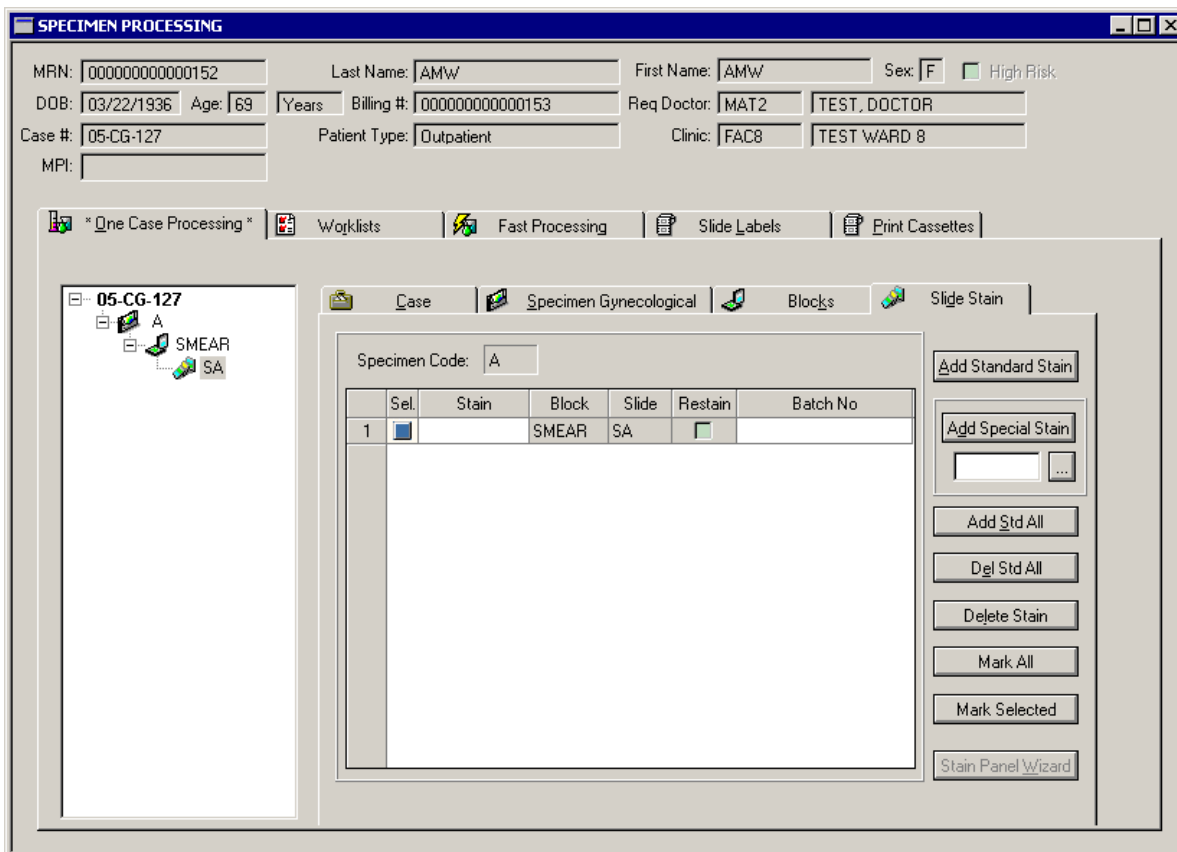 SPECIMEN PROCESSING
MRN: 000000000000152 Last Name: AMW First Name: AMW Sex: F High Risk
DOB: 03/22/1936 Age: 69 Years Billing #: 000000000000153 Req Doctor: MAT2 TEST, DOCTOR
Case #: 05-CG-127 Patient Type: Outpatient Clinic: FAC8 TEST WARD 8
MPI:
* One Case Processing * Worklists Fast Processing Slide Labels Print Cassettes
05-CG-127
A
SMEAR
SA
Case Specimen Gynecological Blocks Slide Stain
Specimen Code: A
Sel. Stain Block Slide Restain Batch No
1 SMEAR SA
Add Standard Stain
Add Special Stain
...
Add Std All
Del Std All
Delete Stain
Mark All
Mark Selected
Stain Panel Wizard